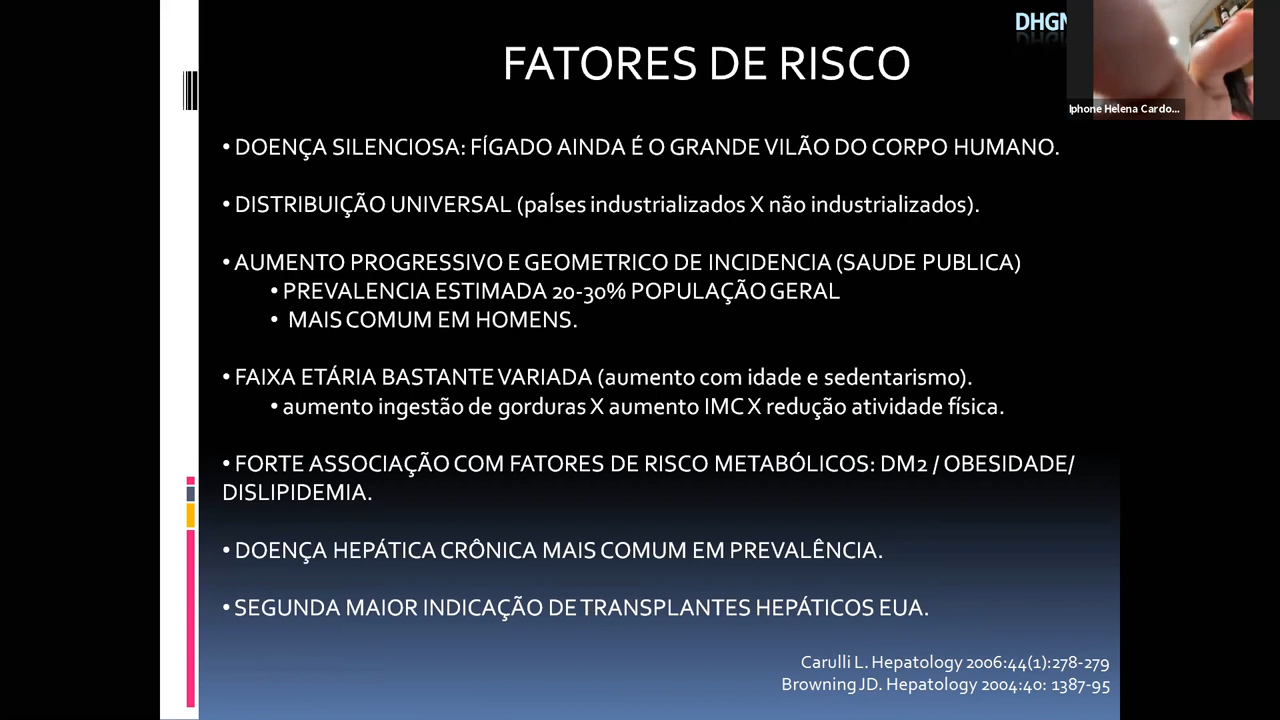 DHGN
FATORES DE RISCO
Iphone Helena Cardo...
• DOENÇA SILENCIOSA: FÍGADO AINDA É O GRANDE VILÃO DO CORPO HUMANO.
• DISTRIBUIÇÃO UNIVERSAL (países industrializados X não industrializados).
• AUMENTO PROGRESSIVO E GEOMETRICO DE INCIDENCIA (SAUDE PUBLICA)
• PREVALENCIA ESTIMADA 20-30% POPULAÇÃO GERAL
• MAIS COMUM EM HOMENS.
• FAIXA ETÁRIA BASTANTE VARIADA (aumento com idade e sedentarismo).
• aumento ingestão de gorduras X aumento IMC X redução atividade física.
• FORTE ASSOCIAÇÃO COM FATORES DE RISCO METABÓLICOS: DM2 / OBESIDADE/
DISLIPIDEMIA.
• DOENÇA HEPÁTICA CRÔNICA MAIS COMUM EM PREVALÊNCIA.
• SEGUNDA MAIOR INDICAÇÃO DE TRANSPLANTES HEPÁTICOS EUA.
Carulli L. Hepatology 2006:44(1):278-279
Browning JD. Hepatology 2004:40: 1387-95